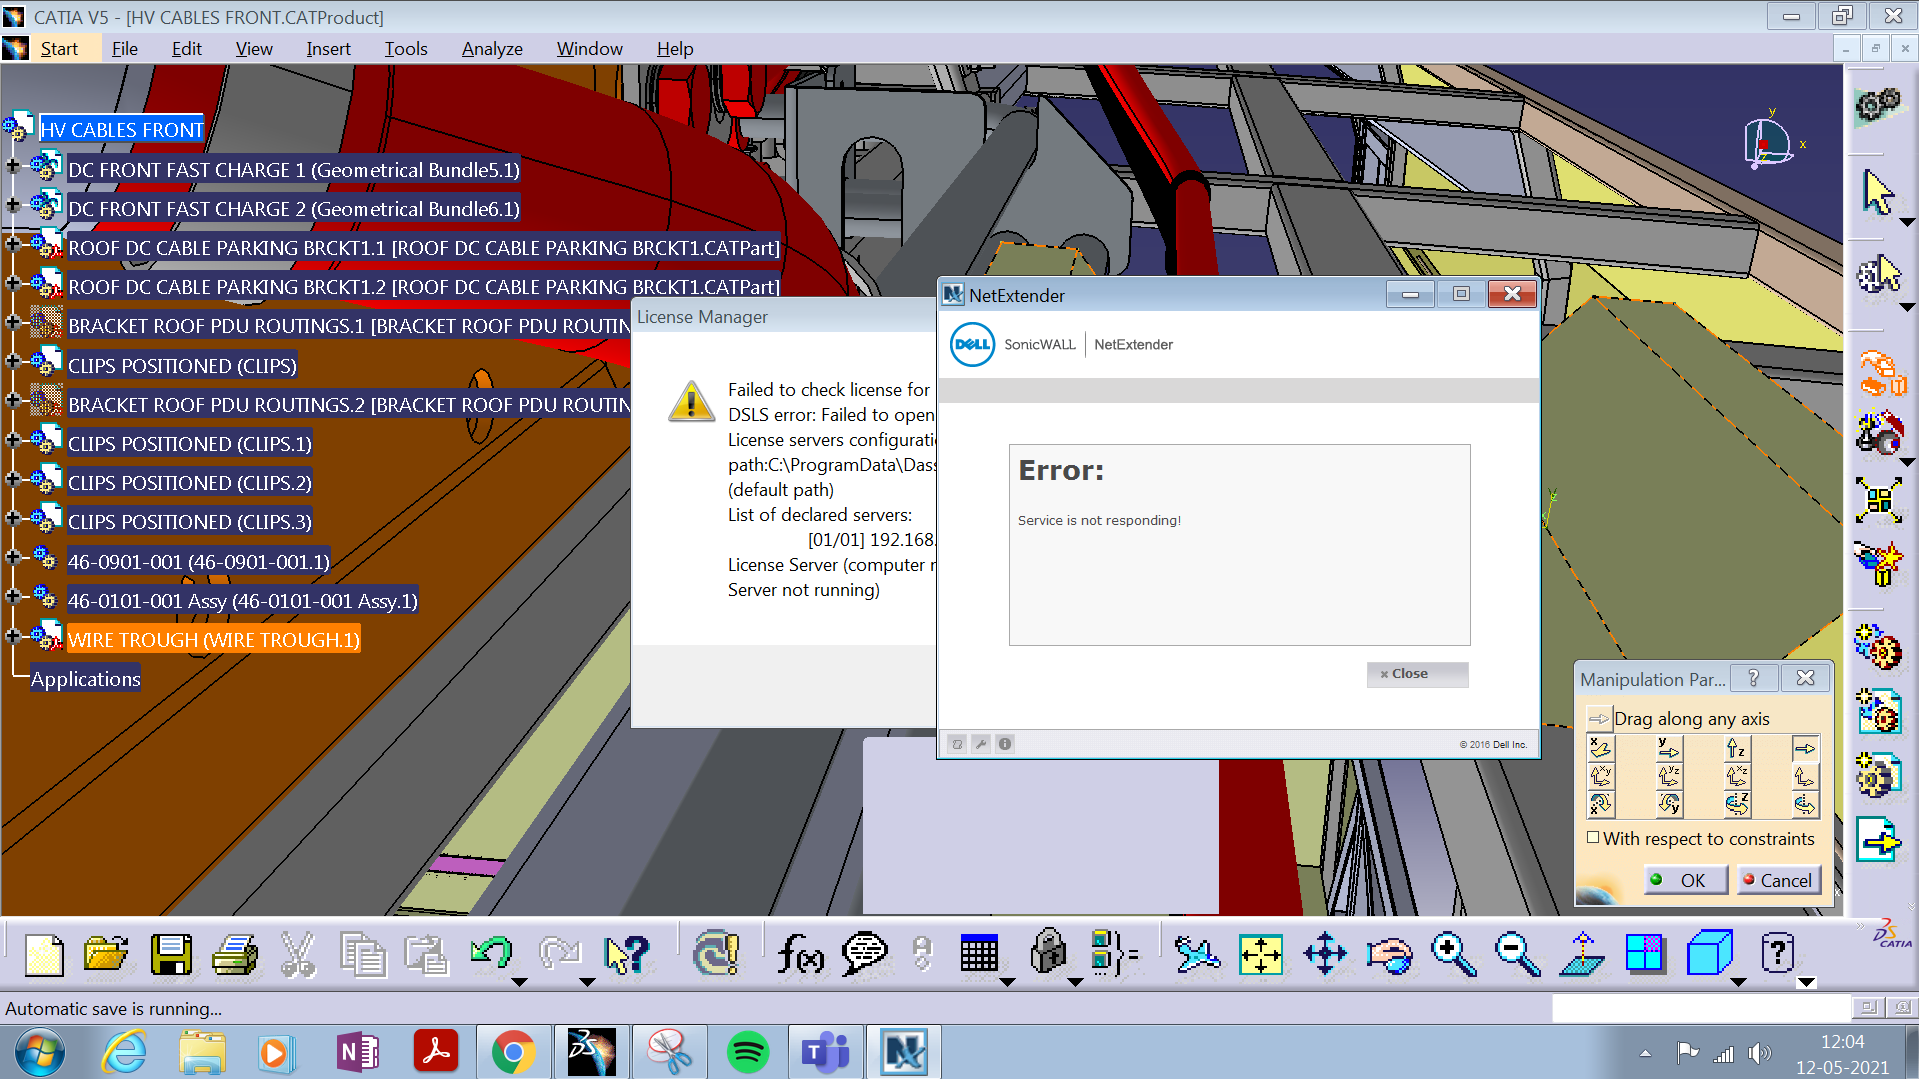 CATIA V5 - [HV CABLES FRONT.CATProduct]
Start File Edit View Insert Tools Analyze Window Help
HV CABLES FRONT
DC FRONT FAST CHARGE 1 (Geometrical Bundle5.1)
DC FRONT FAST CHARGE 2 (Geometrical Bundle6.1)
ROOF DC CABLE PARKING BRCKT1.1 [ROOF DC CABLE PARKING BRCKT1.CATPart]
ROOF DC CABLE PARKING BRCKT1.2 [ROOF DC CABLE PARKING BRCKT1.CATPart]
BRACKET ROOF PDU ROUTINGS.1 [BRACKET ROOF PDU ROUTIN
CLIPS POSITIONED (CLIPS)
BRACKET ROOF PDU ROUTINGS.2 [BRACKET ROOF PDU ROUTIN
CLIPS POSITIONED (CLIPS.1)
CLIPS POSITIONED (CLIPS.2)
CLIPS POSITIONED (CLIPS.3)
46-0901-001 (46-0901-001.1)
46-0101-001 Assy (46-0101-001 Assy.1)
WIRE TROUGH (WIRE TROUGH.1)
Applications
License Manager
Failed to check license for
DSLS error: Failed to open
License servers configurati
path:C:\ProgramData\Das
(default path)
List of declared servers:
[01/01] 192.168.
License Server (computer
Server not running)
NetExtender
DELL SonicWALL | NetExtender
Error:
Service is not responding!
× Close
© 2016 Dell Inc.
Manipulation Par... ?
Drag along any axis
x y z
xy yz xz
x y z
With respect to constraints
OK Cancel
y
x
z
f(x)
CATIA
Automatic save is running...
12:04
12-05-2021